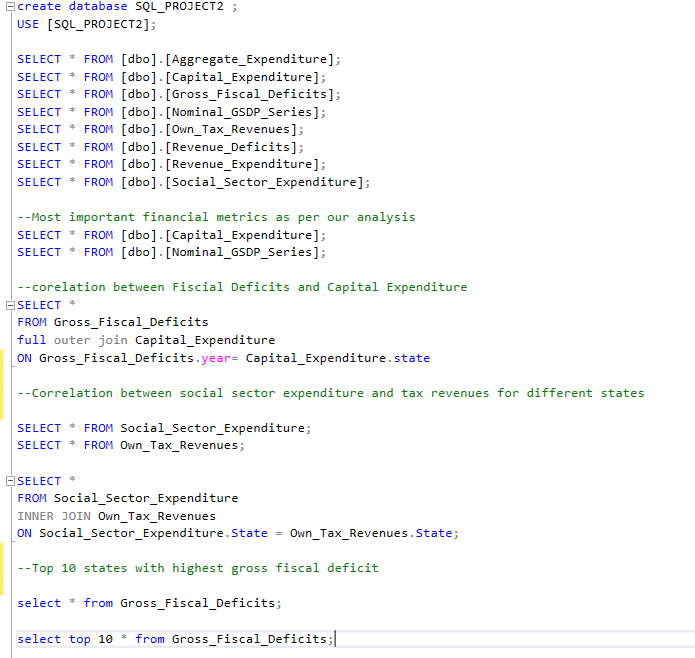 create database SQL_PROJECT2 ;
USE [SQL_PROJECT2];
SELECT * FROM [dbo].[Aggregate_Expenditure];
SELECT * FROM [dbo].[Capital_Expenditure];
SELECT * FROM [dbo].[Gross_Fiscal_Deficits];
SELECT * FROM [dbo].[Nominal_GSDP_Series];
SELECT * FROM [dbo].[Own_Tax_Revenues];
SELECT * FROM [dbo].[Revenue_Deficits];
SELECT * FROM [dbo].[Revenue_Expenditure];
SELECT * FROM [dbo].[Social_Sector_Expenditure];
--Most important financial metrics as per our analysis
SELECT * FROM [dbo].[Capital_Expenditure];
SELECT * FROM [dbo].[Nominal_GSDP_Series];
--corelation between Fiscial Deficits and Capital Expenditure
SELECT *
FROM Gross_Fiscal_Deficits
full outer join Capital_Expenditure
ON Gross_Fiscal_Deficits.year= Capital_Expenditure.state
--Correlation between social sector expenditure and tax revenues for different states
SELECT * FROM Social_Sector_Expenditure;
SELECT * FROM Own_Tax_Revenues;
SELECT *
FROM Social_Sector_Expenditure
INNER JOIN Own_Tax_Revenues
ON Social_Sector_Expenditure.State = Own_Tax_Revenues.State;
--Top 10 states with highest gross fiscal deficit
select * from Gross_Fiscal_Deficits;
select top 10 * from Gross_Fiscal_Deficits;